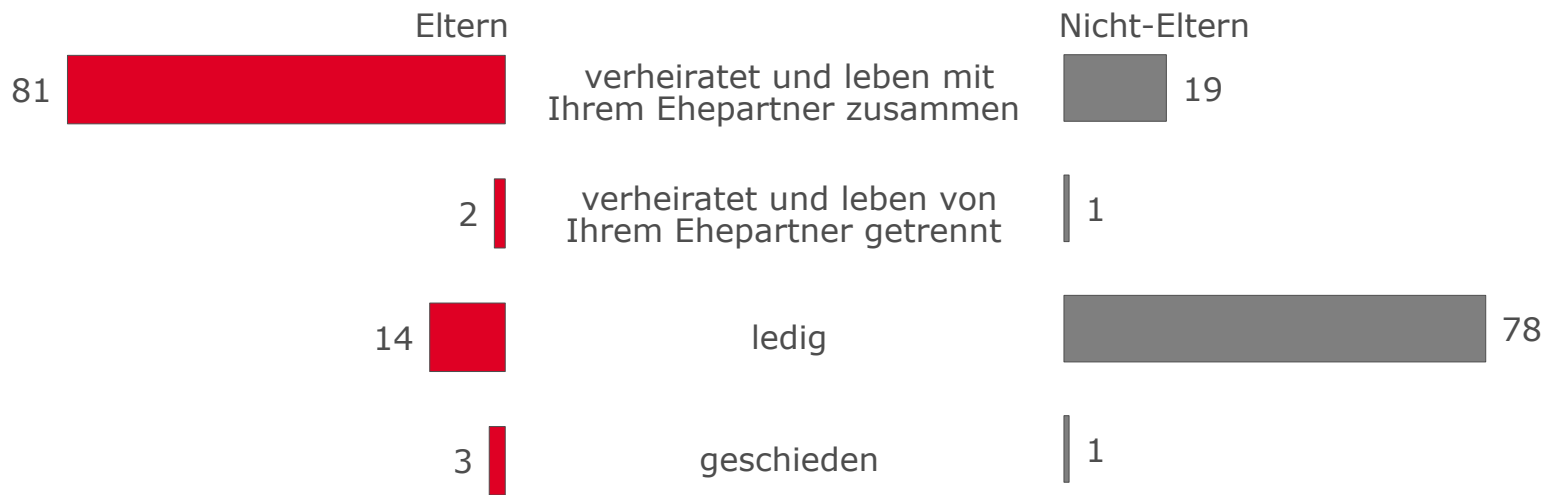 Eltern
Nicht-Eltern
81
verheiratet und leben mit
Ihrem Ehepartner zusammen
19
2
verheiratet und leben von
Ihrem Ehepartner getrennt
1
14
ledig
78
3
geschieden
1